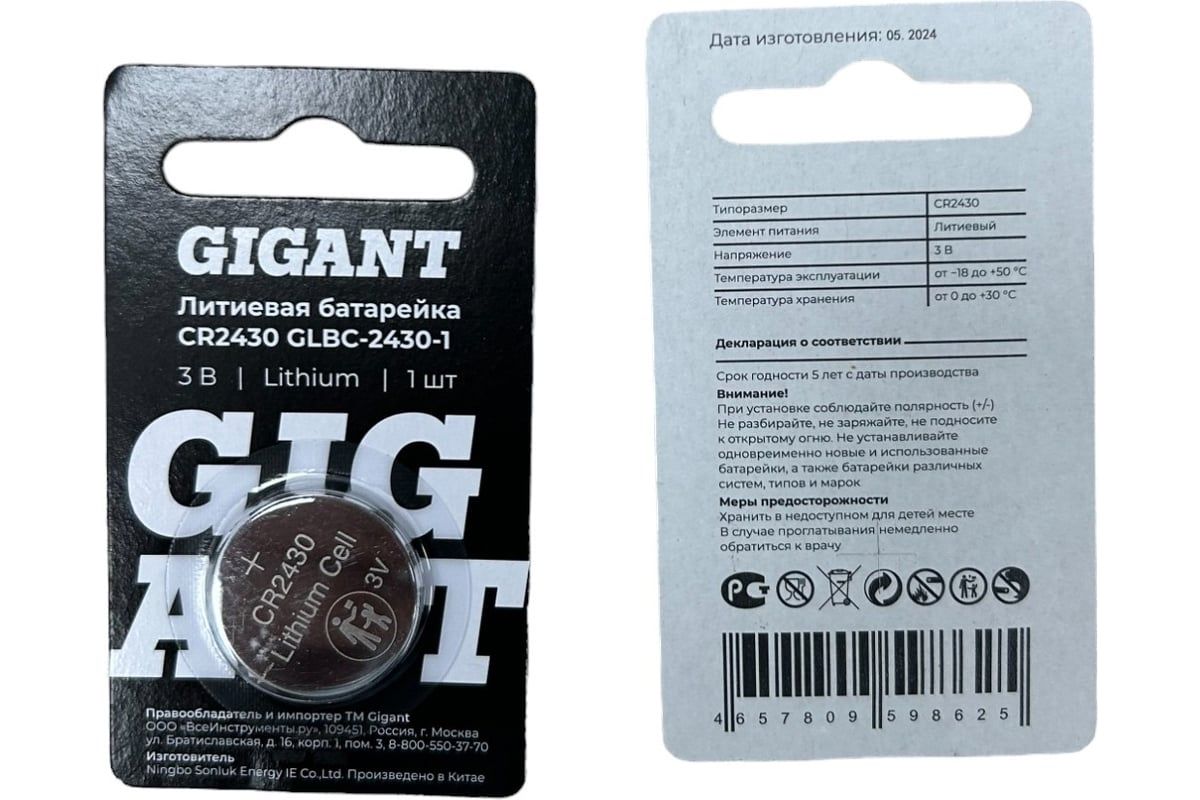 GIGANT
Литиевая батарейка
CR2430 GLBC-2430-1
3 В | Lithium | 1 шт
GIG
ANT
+
CR2430
Lithium Cell
3V
Правообладатель и импортер ТМ Gigant
ООО «ВсеИнструменты.ру», 109451, Россия, г. Москва
ул. Братиславская, д. 16, корп. 1, пом. 3, 8-800-550-37-70
Изготовитель
Ningbo Sonluk Energy IE Co.,Ltd. Произведено в Китае
Дата изготовления: 05. 2024
Типоразмер CR2430
Элемент питания Литиевый
Напряжение 3 В
Температура эксплуатации от −18 до +50 °C
Температура хранения от 0 до +30 °C
Декларация о соответствии
Срок годности 5 лет с даты производства
Внимание!
При установке соблюдайте полярность (+/-)
Не разбирайте, не заряжайте, не подносите
к открытому огню. Не устанавливайте
одновреименно новые и использованные
батарейки, а также батарейки различных
систем, типов и марок
Меры предосторожности
Хранить в недоступном для детей месте
В случае проглатывания немедленно
обратиться к врачу
РСТ
4 657809 598625